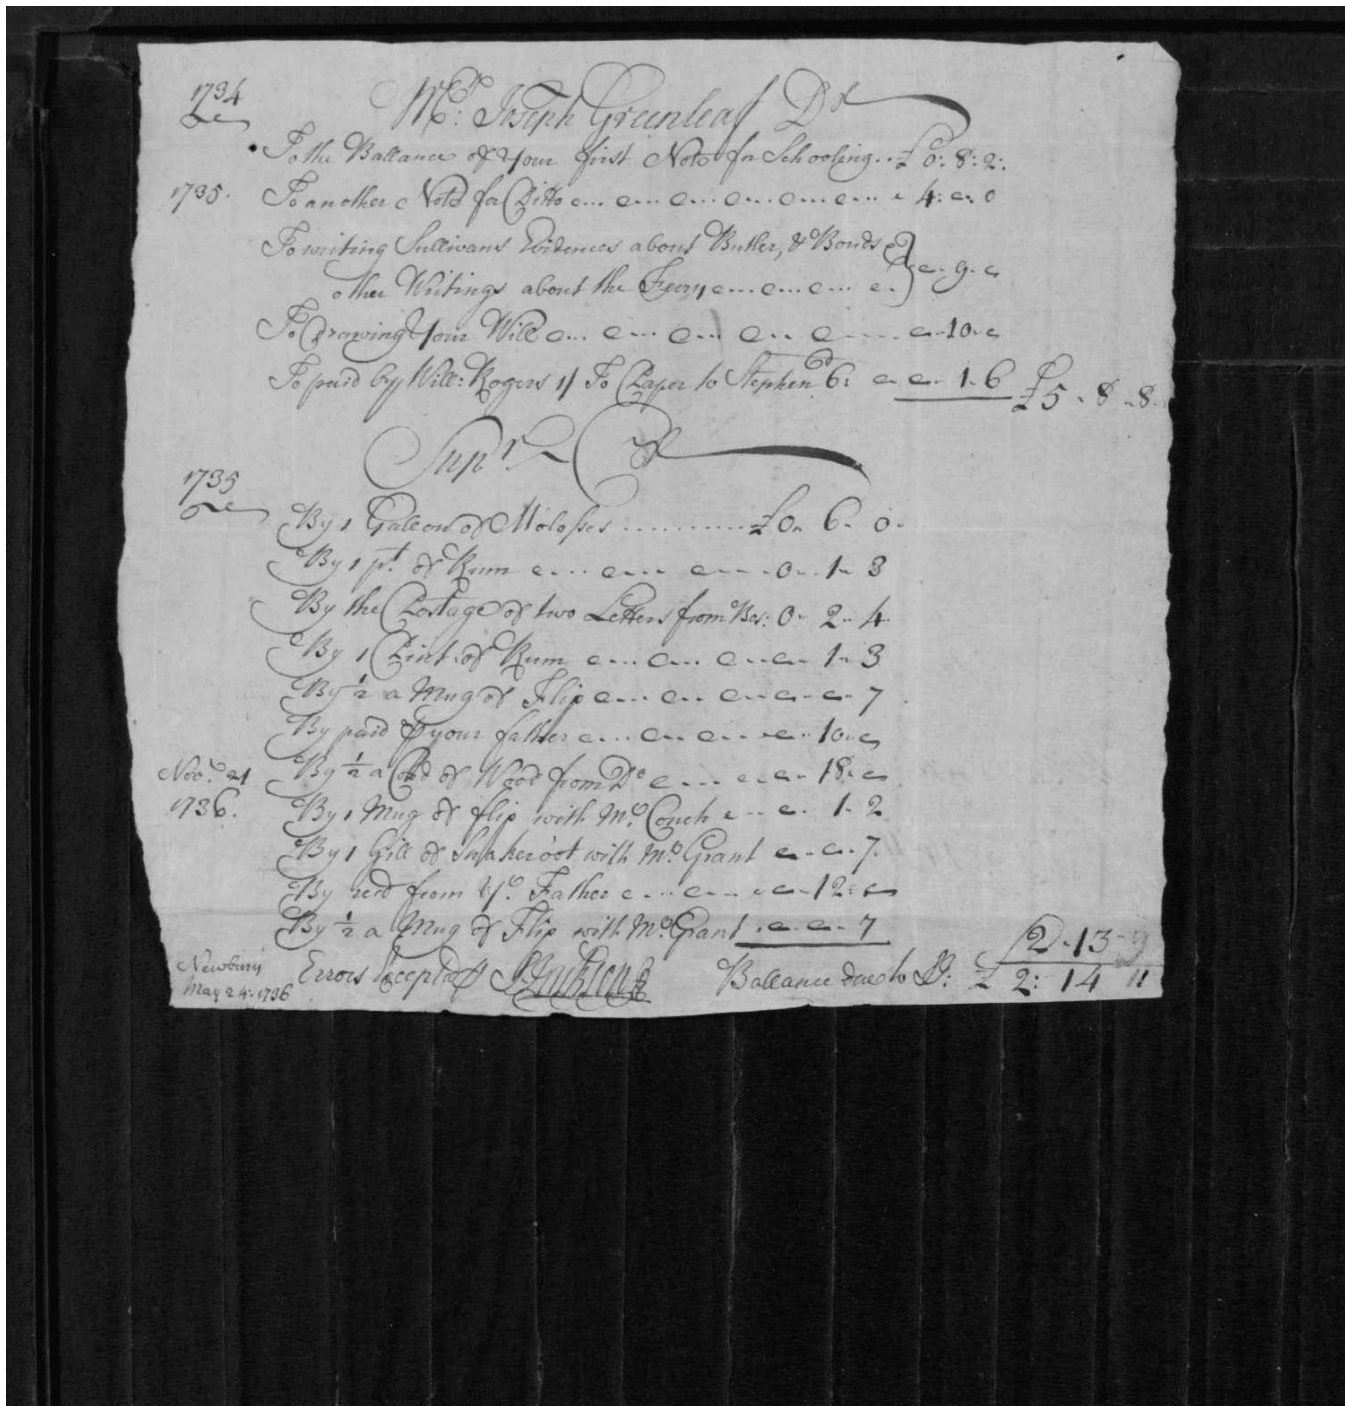 1734 Mr. Joseph Greenleaf Dr
To the Ballance of Your first Note for Schooling .. £ 0: 8: 2:
1735. To another Note for Ditto - 4: - 0
To writing Sullivans Evidences about Butler, & Bonds &
other Writings about the Ferry - 9 -
To Drawing Your Will - 10 -
To paid by Will: Rogers 1/ To Paper to Stephen 6d: - 1 - 6 £5 - 8 - 8
Supr. Cr
1735
By 1 Gallon of Molosses ............ £0 - 6 - 0
By 1 pt. of Rum - 0 - 1 - 3
By the Postage of two Letters from Bos: 0 - 2 - 4
By 1 Pint of Rum - 1 - 3
By ½ a Mug of Flip - 7
By paid pr your father - 10 -
Novr. 21 By ½ a Cord of Wood from Do - 18 -
1736. By 1 Mug of flip with Mr. Couch - 1 - 2
By 1 Gill of Snakeroot with Mr. Grant - 7
By recd from yr. Father - 12 -
By ½ a Mug of Flip with Mr. Grant - 7 2 - 13 - 9
Newbury
May 24: 1736 Errors Excepted pr Ballance due to £ 2: 14 11